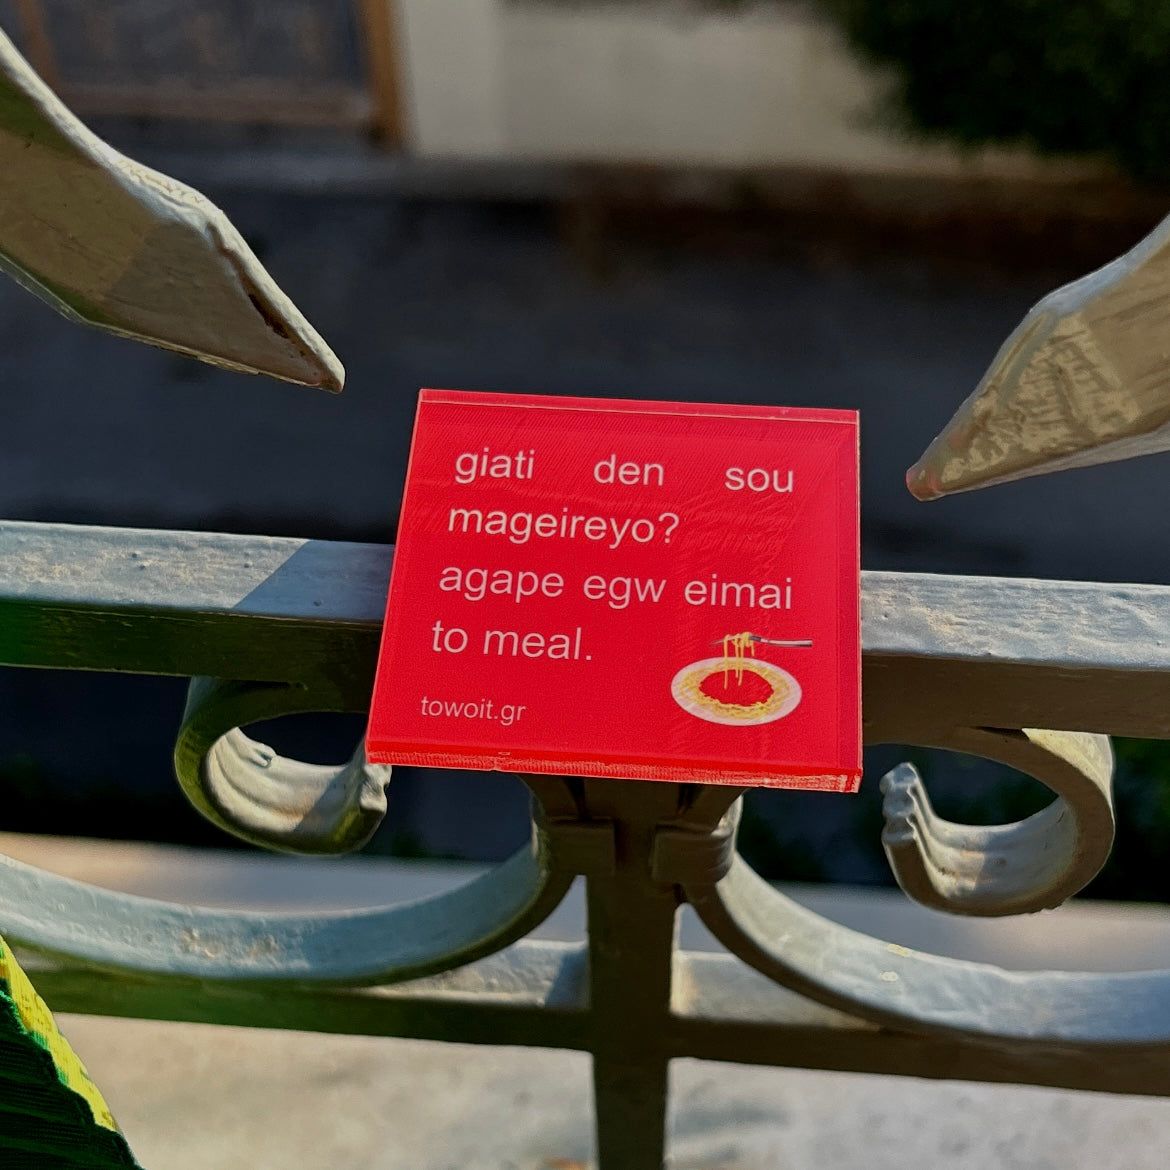 giati den sou
mageireyo?
agape egw eimai
to meal.
towoit.gr